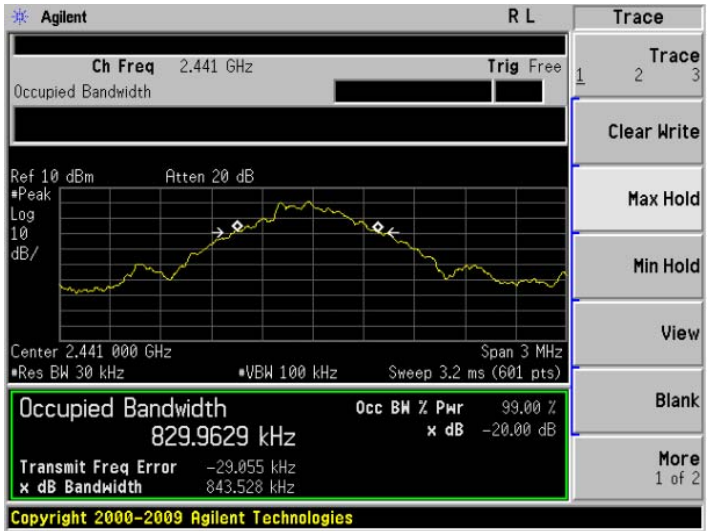 Agilent R L Trace
Ch Freq 2.441 GHz Trig Free
Occupied Bandwidth
Trace
1 2 3
Clear Write
Max Hold
Min Hold
View
Blank
More
1 of 2
Ref 10 dBm Atten 20 dB
#Peak
Log
10
dB/
Center 2.441 000 GHz Span 3 MHz
#Res BW 30 kHz #VBW 100 kHz Sweep 3.2 ms (601 pts)
Occupied Bandwidth Occ BW % Pwr 99.00 %
829.9629 kHz x dB -20.00 dB
Transmit Freq Error -29.055 kHz
x dB Bandwidth 843.528 kHz
Copyright 2000-2009 Agilent Technologies